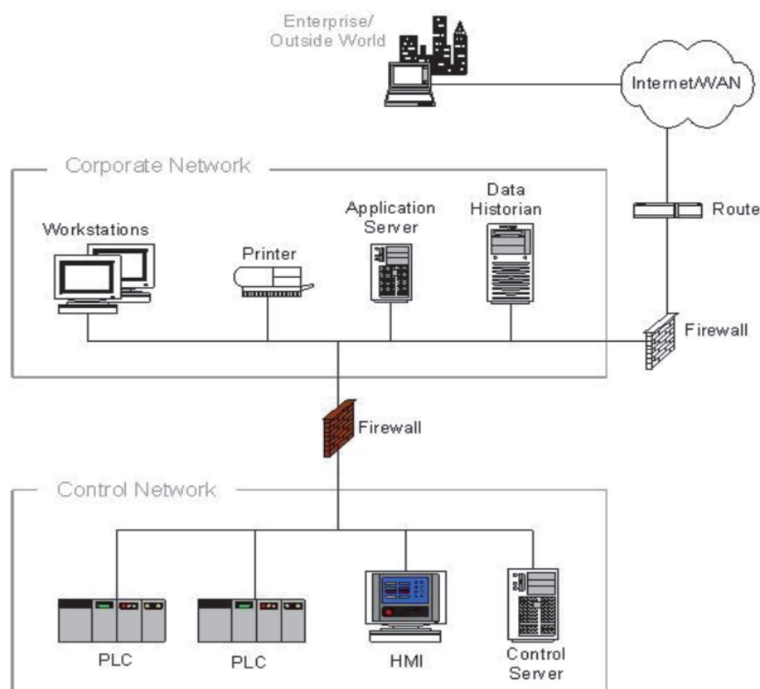 Enterprise/
Outside World
Internet/WAN
Corporate Network
Workstations
Printer
Application
Server
Data
Historian
Route
Firewall
Firewall
Control Network
PLC
PLC
HMI
Control
Server